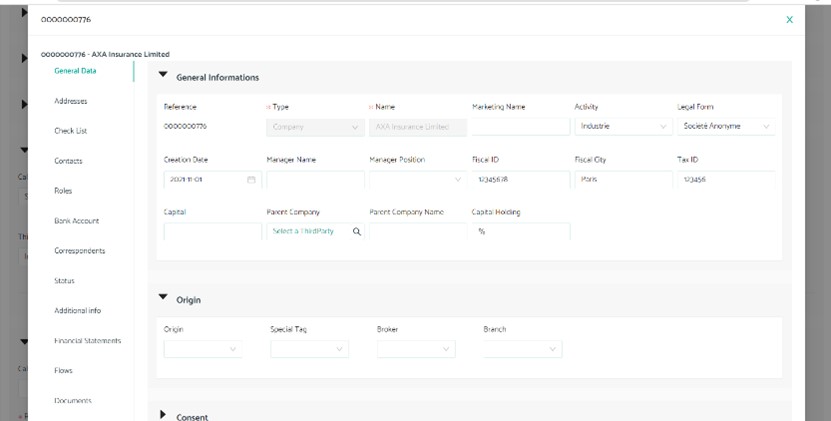 0000000776
X
0000000776 - AXA Insurance Limited
General Data
Addresses
Check List
Contacts
Roles
Bank Account
Correspondents
Status
Additional info
Financial Statements
Flows
Documents
General Informations
Reference Type Name Marketing Name Activity Legal Form
0000000776 Company AXA Insurance Limited Industrie Societé Anonyme
Creation Date Manager Name Manager Position Fiscal ID Fiscal City Tax ID
2021-11-01 12345678 Paris 123456
Capital Parent Company Parent Company Name Capital Holding
Select a ThirdParty %
Origin
Origin Special Tag Broker Branch
Consent